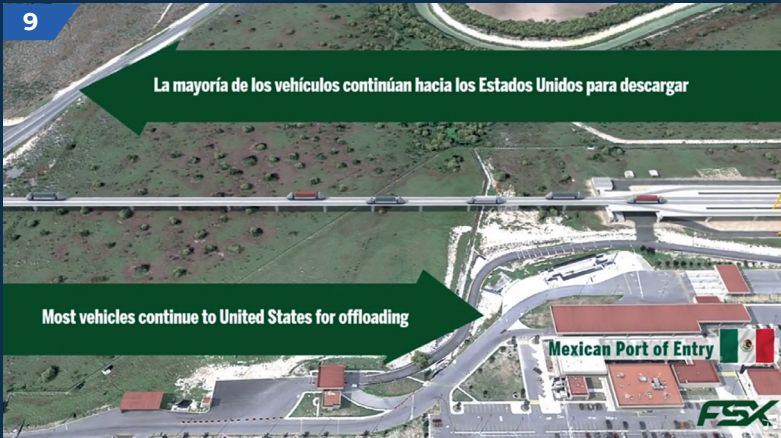 9
La mayoría de los vehículos continúan hacia los Estados Unidos para descargar
Most vehicles continue to United States for offloading
Mexican Port of Entry
FSX